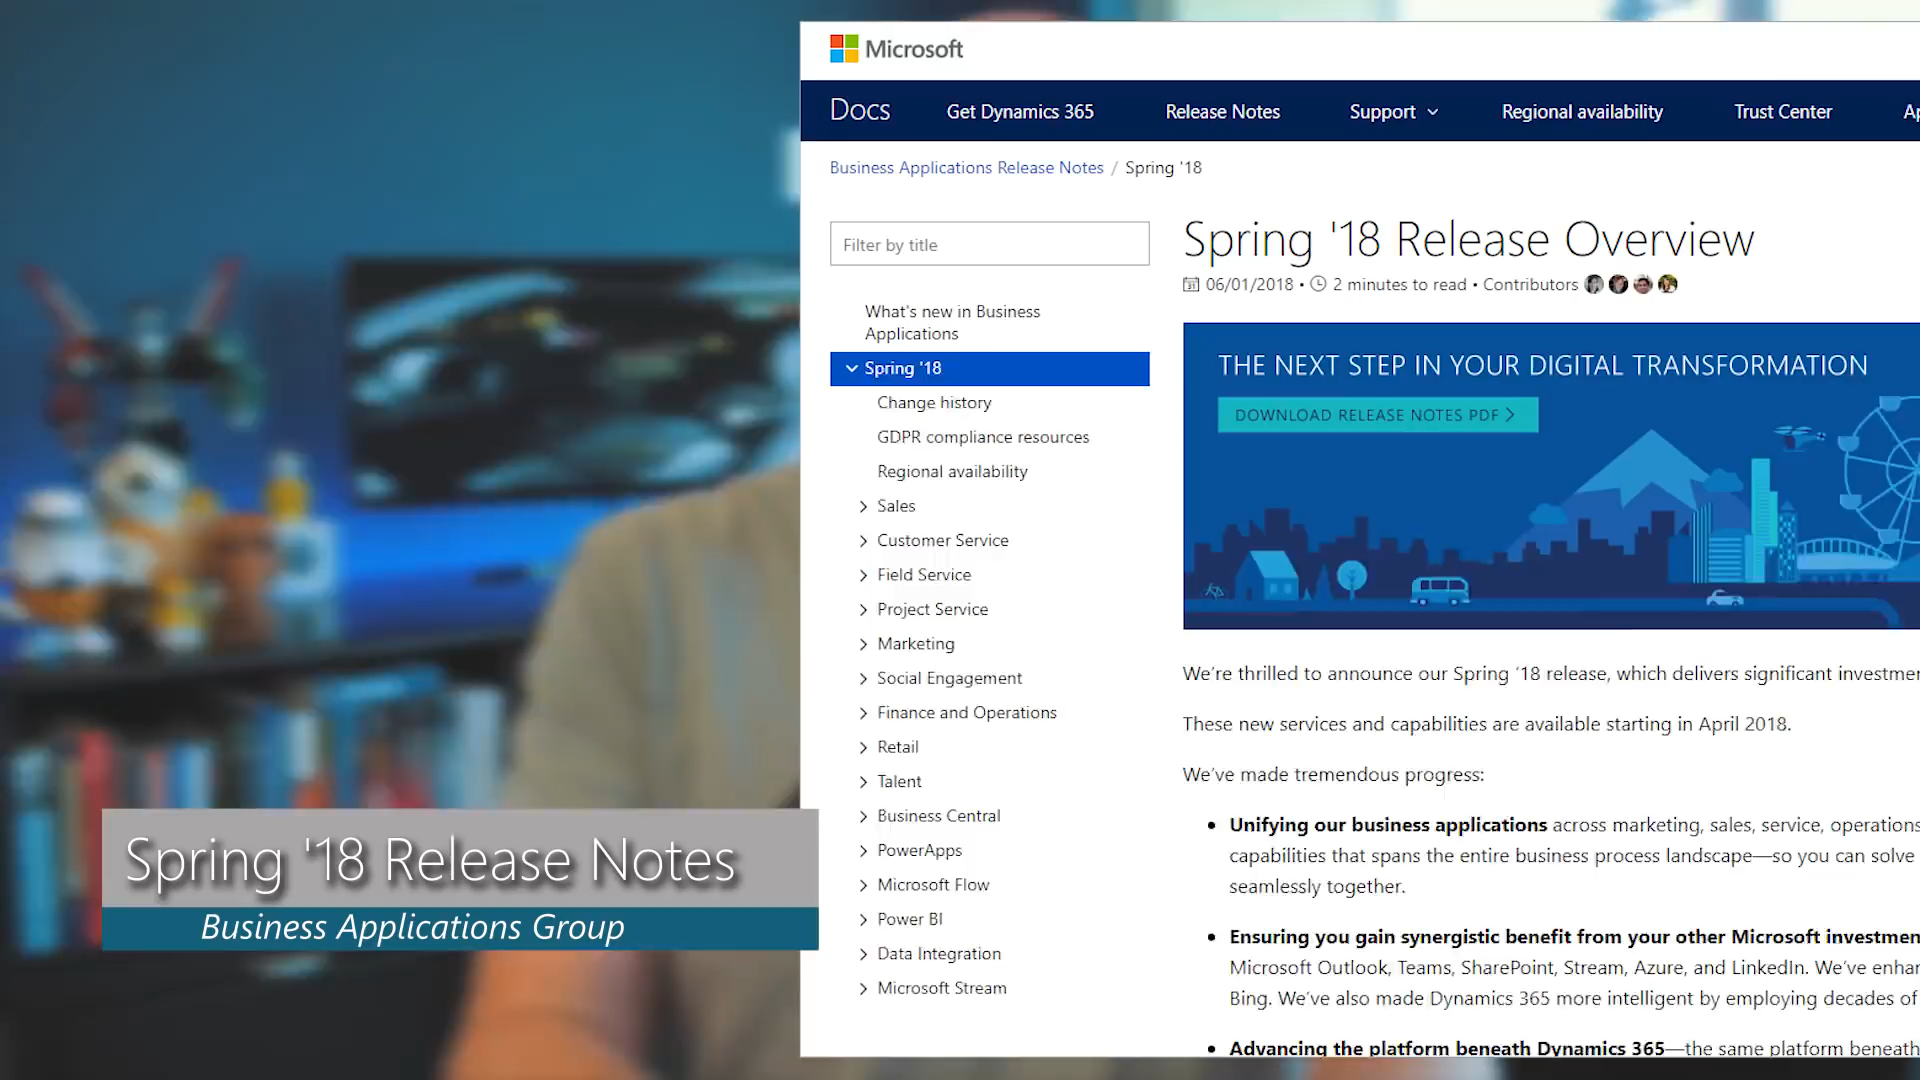 Microsoft
Docs Get Dynamics 365 Release Notes Support Regional availability Trust Center
Business Applications Release Notes / Spring '18
Filter by title
What's new in Business
Applications
Spring '18
Change history
GDPR compliance resources
Regional availability
Sales
Customer Service
Field Service
Project Service
Marketing
Social Engagement
Finance and Operations
Retail
Talent
Business Central
PowerApps
Microsoft Flow
Power BI
Data Integration
Microsoft Stream
Spring '18 Release Overview
06/01/2018 • 2 minutes to read • Contributors
THE NEXT STEP IN YOUR DIGITAL TRANSFORMATION
DOWNLOAD RELEASE NOTES PDF
We're thrilled to announce our Spring '18 release, which delivers significant
These new services and capabilities are available starting in April 2018.
We've made tremendous progress:
• Unifying our business applications across marketing, sales, service, operations
capabilities that spans the entire business process landscape—so you can solve
seamlessly together.
• Ensuring you gain synergistic benefit from your other Microsoft
Microsoft Outlook, Teams, SharePoint, Stream, Azure, and LinkedIn. We've
Bing. We've also made Dynamics 365 more intelligent by employing decades of
• Advancing the platform beneath Dynamics 365—the same platform beneath
Spring '18 Release Notes
Business Applications Group